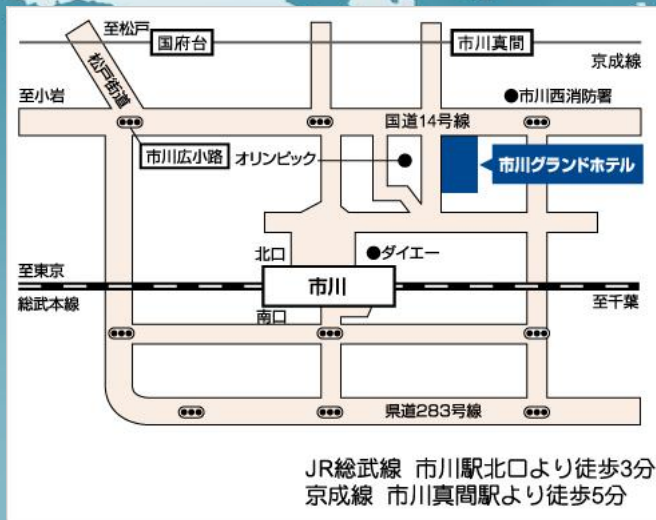 至松戸
国府台
市川真間
京成線
松戸街道
至小岩
●市川西消防署
国道14号線
市川広小路
オリンピック
市川グランドホテル
北口
●ダイエー
至東京
市川
総武本線
至千葉
南口
県道283号線
JR総武線 市川駅北口より徒歩3分
京成線 市川真間駅より徒歩5分